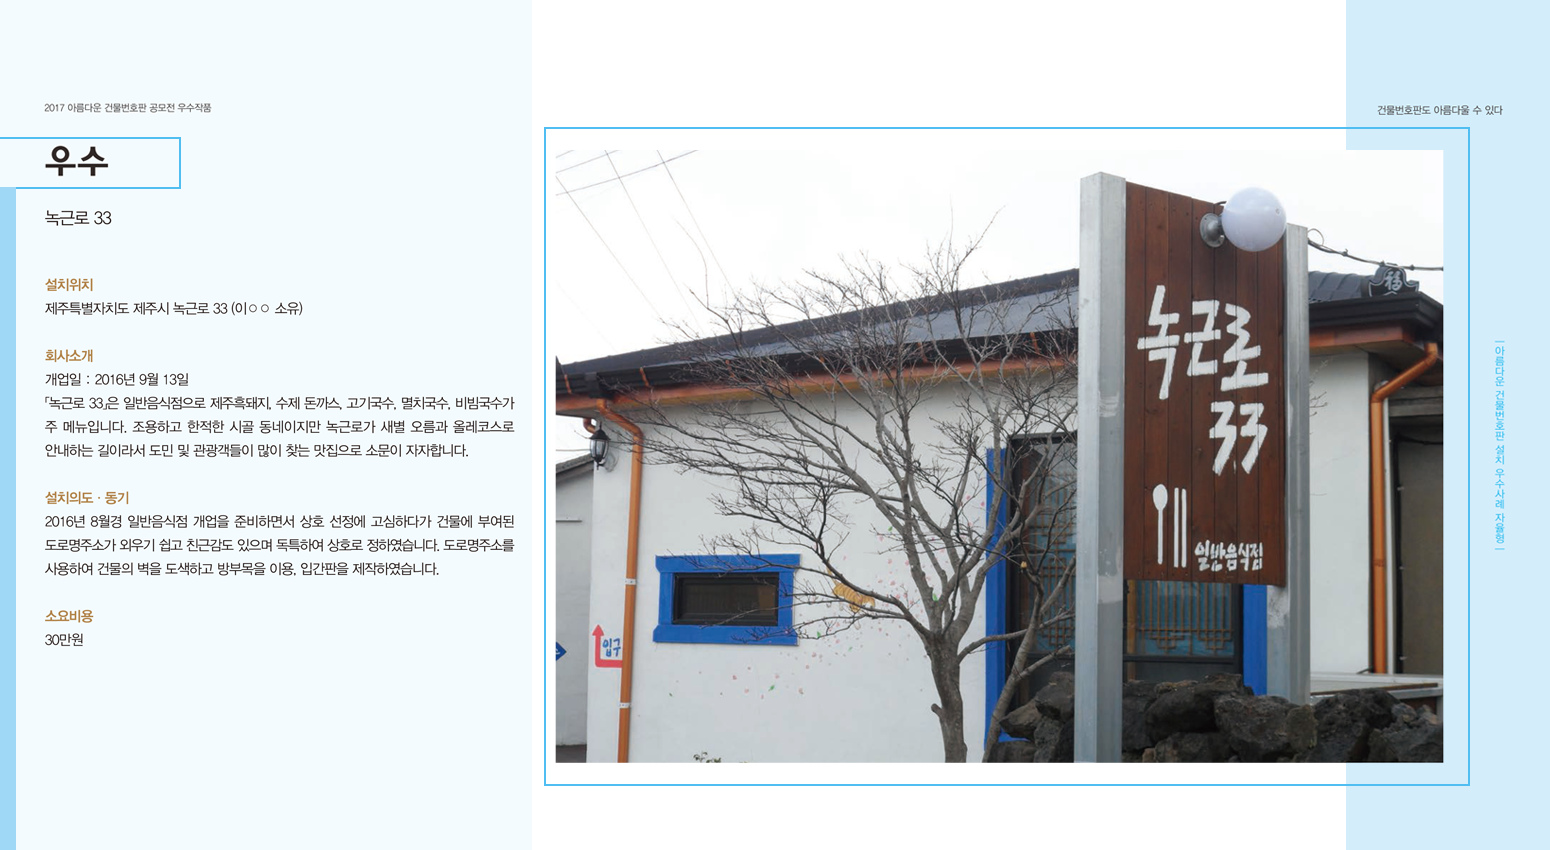 2017 아름다운 건물번호판 공모전 우수작품
우수
녹근로 33
설치위치
제주특별자치도 제주시 녹근로 33 (이○○ 소유)
회사소개
개업일 : 2016년 9월 13일
「녹근로 33」은 일반음식점으로 제주흑돼지, 수제 돈까스, 고기국수, 멸치국수, 비빔국수가
주 메뉴입니다. 조용하고 한적한 시골 동네이지만 녹근로가 새별 오름과 올레코스로
안내하는 길이라서 도민 및 관광객들이 많이 찾는 맛집으로 소문이 자자합니다.
설치의도 · 동기
2016년 8월경 일반음식점 개업을 준비하면서 상호 선정에 고심하다가 건물에 부여된
도로명주소가 외우기 쉽고 친근감도 있으며 독특하여 상호로 정하였습니다. 도로명주소를
사용하여 건물의 벽을 도색하고 방부목을 이용, 입간판을 제작하였습니다.
소요비용
30만원
건물번호판도 아름다울 수 있다
福
녹근로
33
일반음식점
입구
|아름다운 건물번호판 설치 우수사례 자율형|